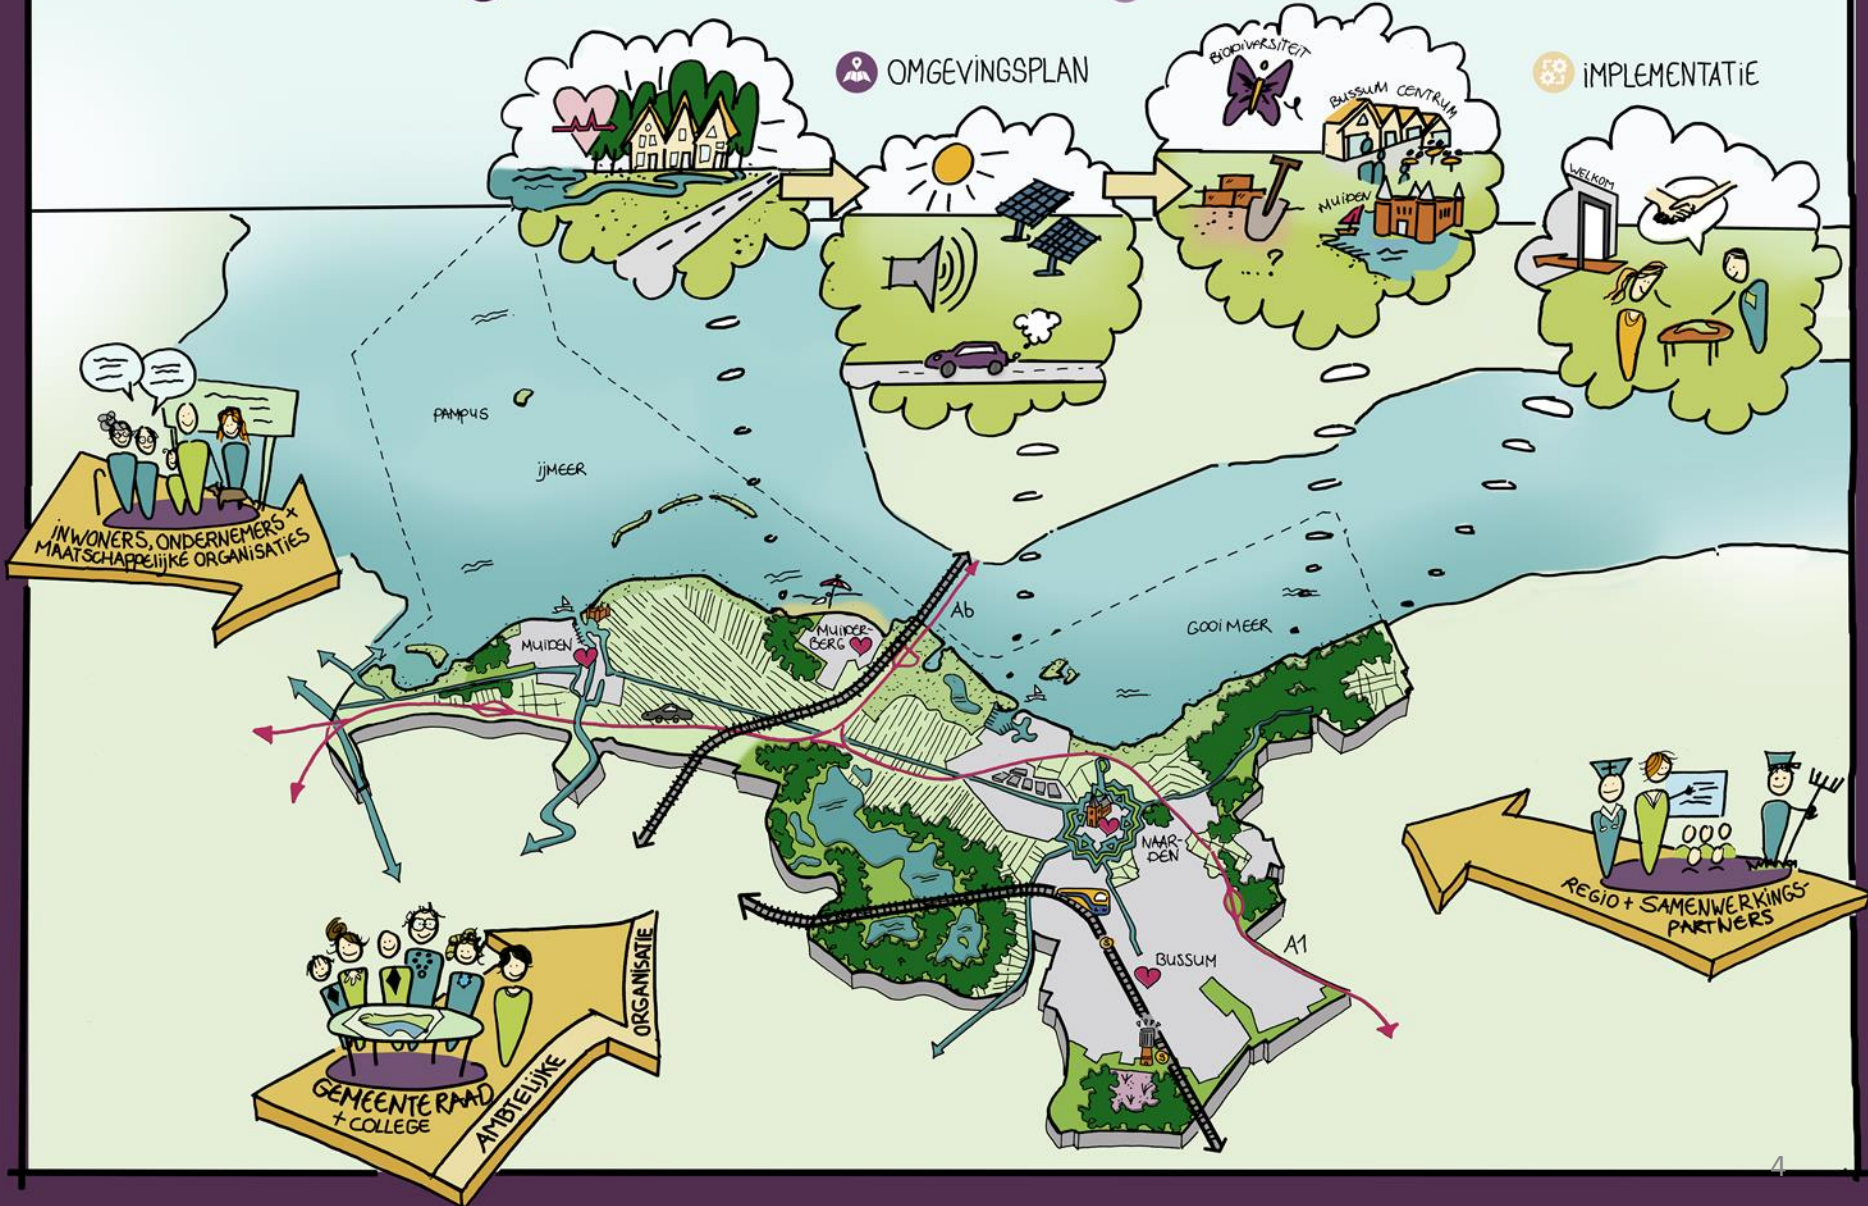 OMGEVINGSPLAN
IMPLEMENTATIE
BIODIVERSITEIT
BUSSUM CENTRUM
MUIDEN
WELKOM
PAMPUS
IJMEER
INWONERS, ONDERNEMERS +
MAATSCHAPPELIJKE ORGANISATIES
A6
GOOIMEER
MUIDEN
MUIDER-
BERG
NAAR-
DEN
REGIO + SAMENWERKINGS-
PARTNERS
BUSSUM
A1
GEMEENTERAAD
+ COLLEGE
AMBTELIJKE
ORGANISATIE
4